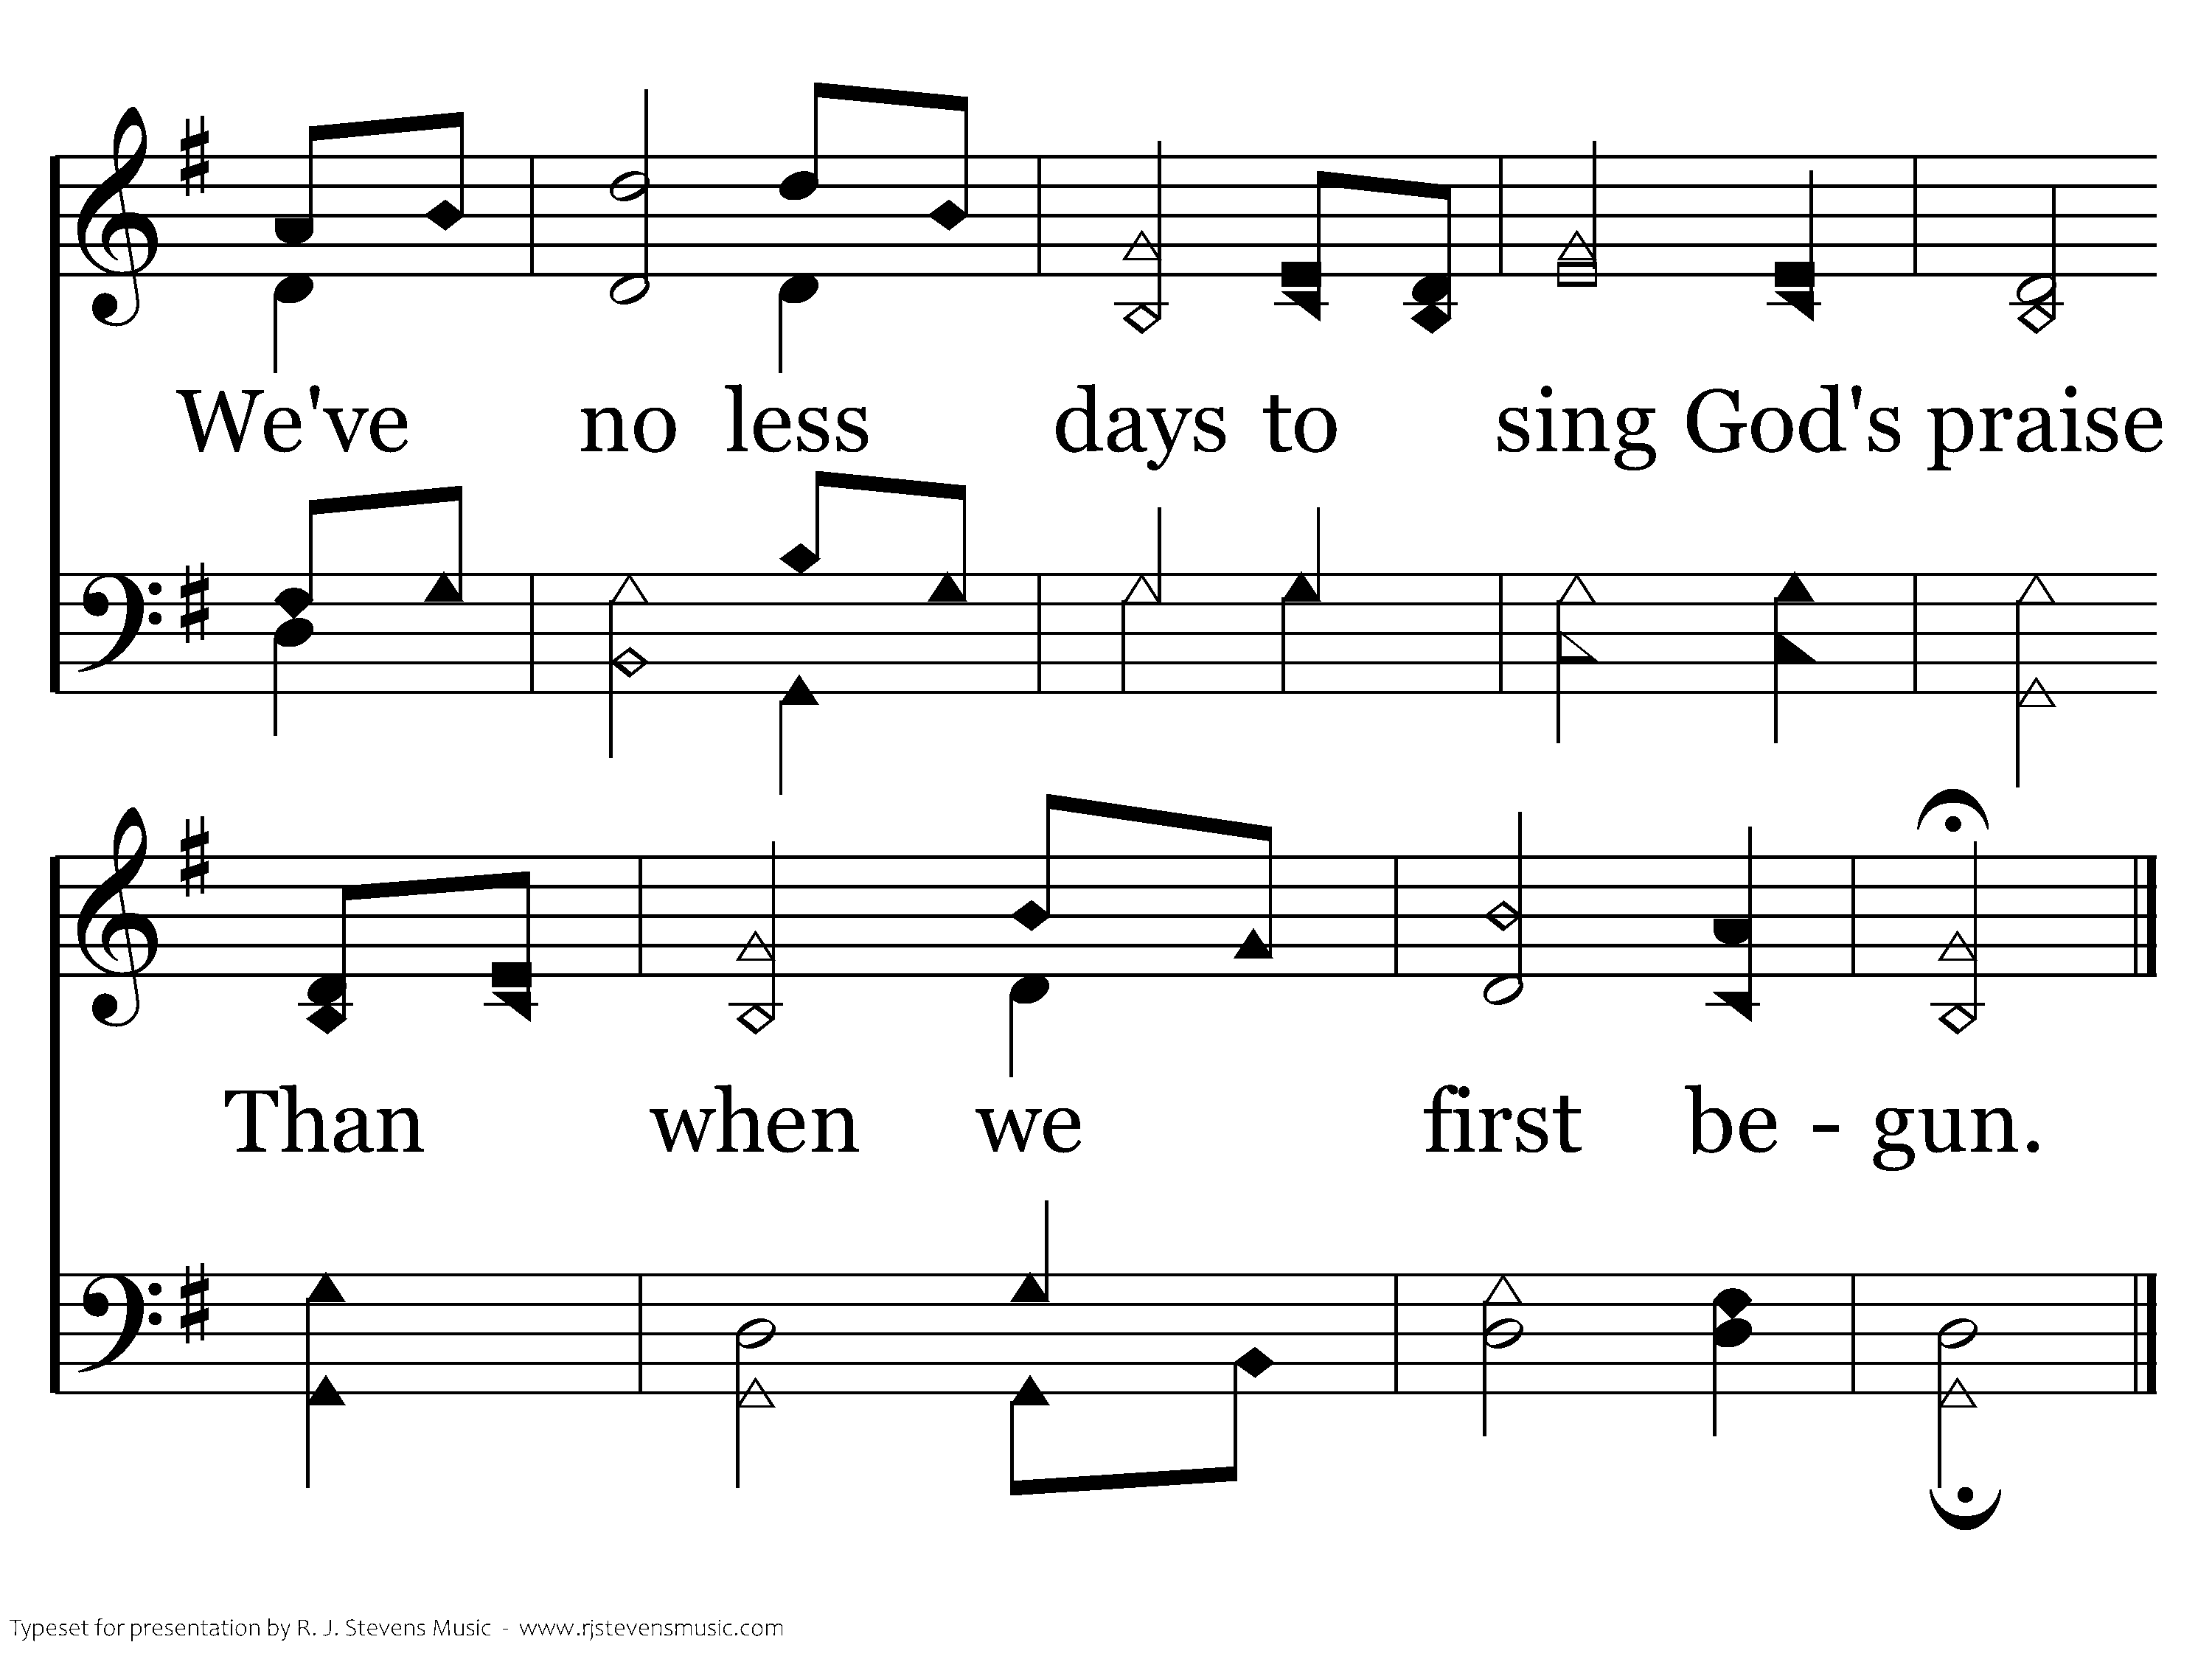 We've no less days to sing God's praise
Than when we first be - gun.
Typeset for presentation by R. J. Stevens Music - www.rjstevensmusic.com